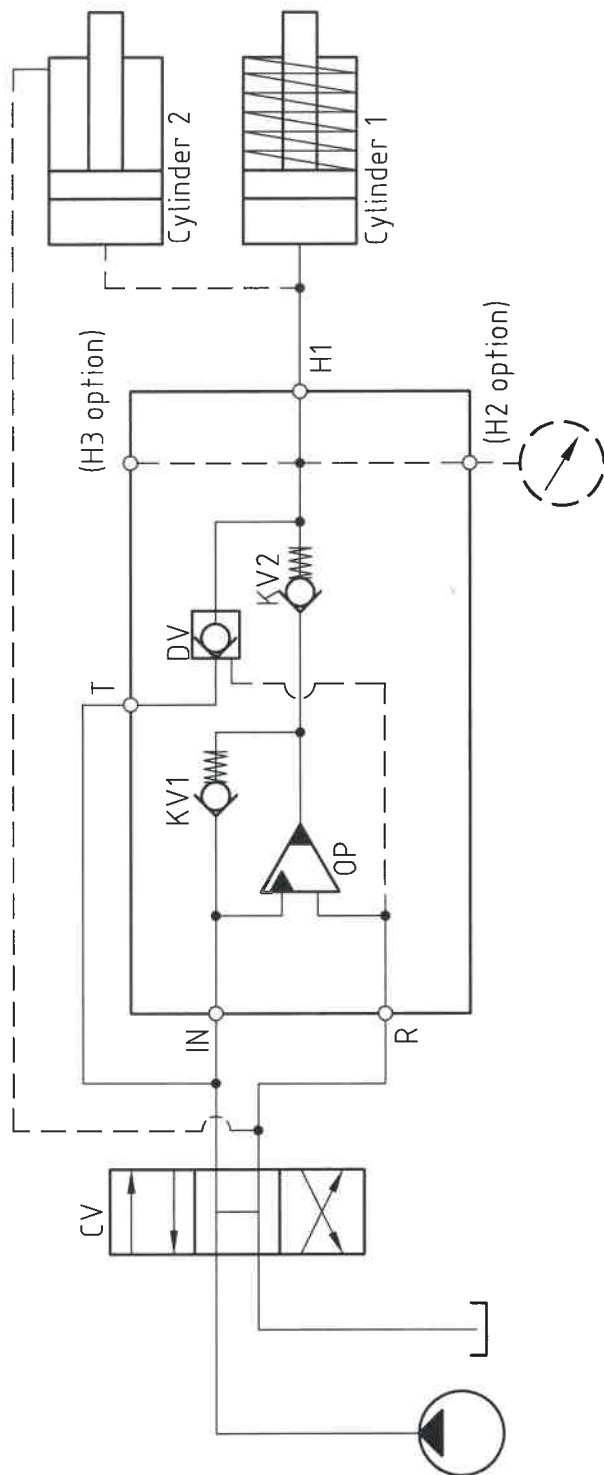 Cylinder 2
Cylinder 1
(H3 option)
H1
(H2 option)
T
DV
KV2
KV1
OP
IN
R
CV